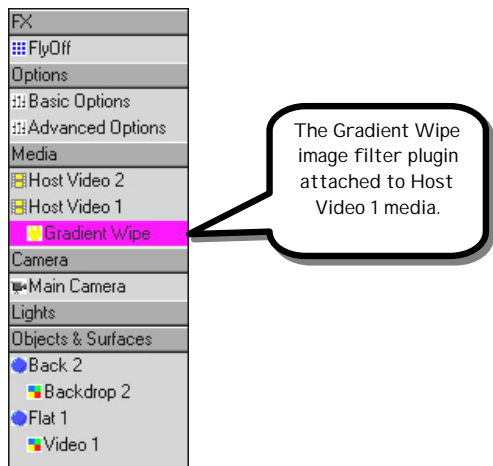 FX
FlyOff
Options
Basic Options
Advanced Options
Media
Host Video 2
Host Video 1
Gradient Wipe
Camera
Main Camera
Lights
Objects & Surfaces
Back 2
Backdrop 2
Flat 1
Video 1
The Gradient Wipe
image filter plugin
attached to Host
Video 1 media.